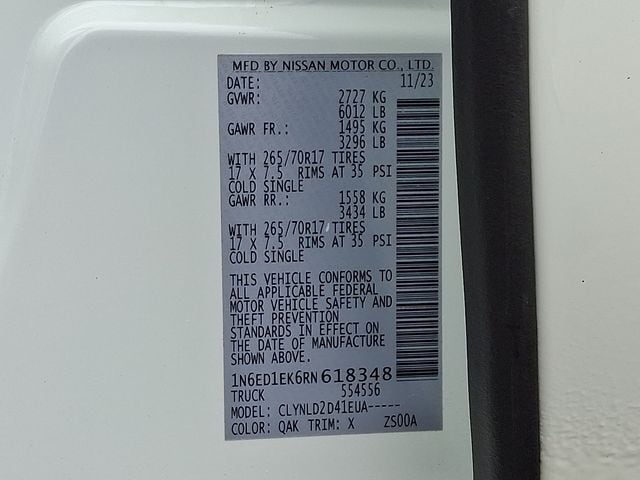 MFD BY NISSAN MOTOR CO., LTD.
DATE: 11/23
GVWR: 2727 KG
6012 LB
GAWR FR.: 1495 KG
3296 LB
WITH 265/70R17 TIRES
17 X 7.5 RIMS AT 35 PSI
COLD SINGLE
GAWR RR.: 1558 KG
3434 LB
WITH 265/70R17 TIRES
17 X 7.5 RIMS AT 35 PSI
COLD SINGLE
THIS VEHICLE CONFORMS TO
ALL APPLICABLE FEDERAL
MOTOR VEHICLE SAFETY AND
THEFT PREVENTION
STANDARDS IN EFFECT ON
THE DATE OF MANUFACTURE
SHOWN ABOVE.
1N6ED1EK6RN618348
TRUCK 554556
MODEL: CLYNLD2D41EUA-----
COLOR: QAK TRIM: X ZS00A